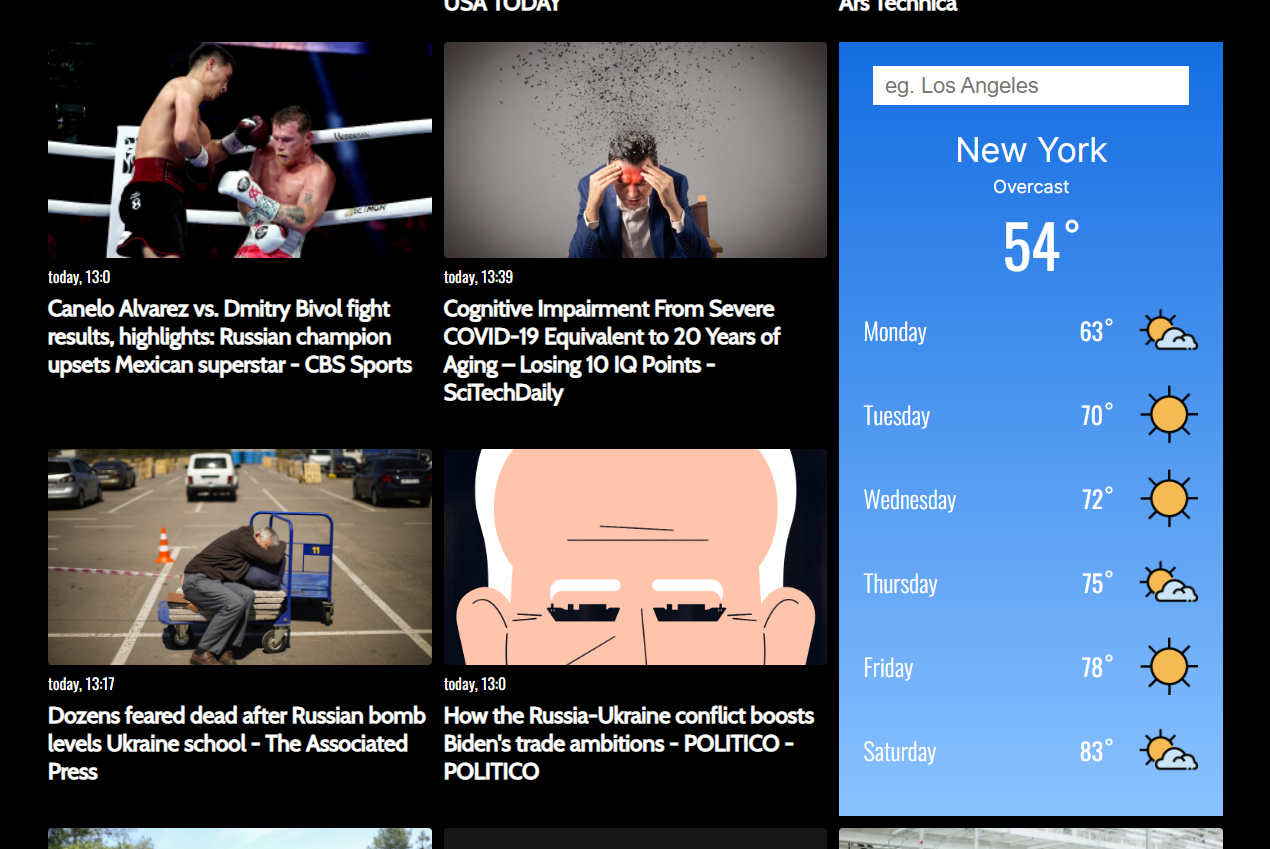 USA TODAY
Ars Technica
Hennessy
BETMGM
today, 13:0
Canelo Alvarez vs. Dmitry Bivol fight
results, highlights: Russian champion
upsets Mexican superstar - CBS Sports
today, 13:39
Cognitive Impairment From Severe
COVID-19 Equivalent to 20 Years of
Aging – Losing 10 IQ Points -
SciTechDaily
11
today, 13:17
Dozens feared dead after Russian bomb
levels Ukraine school - The Associated
Press
today, 13:0
How the Russia-Ukraine conflict boosts
Biden's trade ambitions - POLITICO -
POLITICO
eg. Los Angeles
New York
Overcast
54°
Monday 63°
Tuesday 70°
Wednesday 72°
Thursday 75°
Friday 78°
Saturday 83°